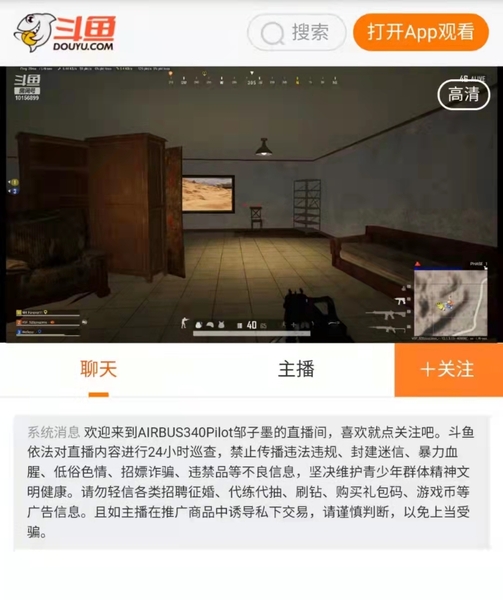 斗鱼
DOUYU.COM
搜索
打开App观看
斗鱼
房间号
10166899
高清
40
聊天
主播
＋关注
系统消息 欢迎来到AIRBUS340Pilot邹子墨的直播间，喜欢就点关注吧。斗鱼
依法对直播内容进行24小时巡查，禁止传播违法违规、封建迷信、暴力血
腥、低俗色情、招嫖诈骗、违禁品等不良信息，坚决维护青少年群体精神文
明健康。请勿轻信各类招聘征婚、代练代抽、刷钻、购买礼包码、游戏币等
广告信息。且如主播在推广商品中诱导私下交易，请谨慎判断，以免上当受
骗。